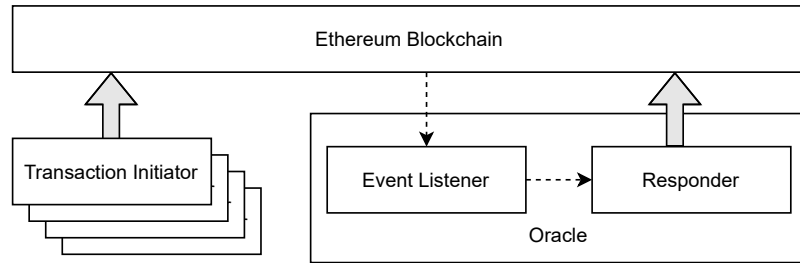 Ethereum Blockchain
Transaction Initiator
Event Listener
Responder
Oracle